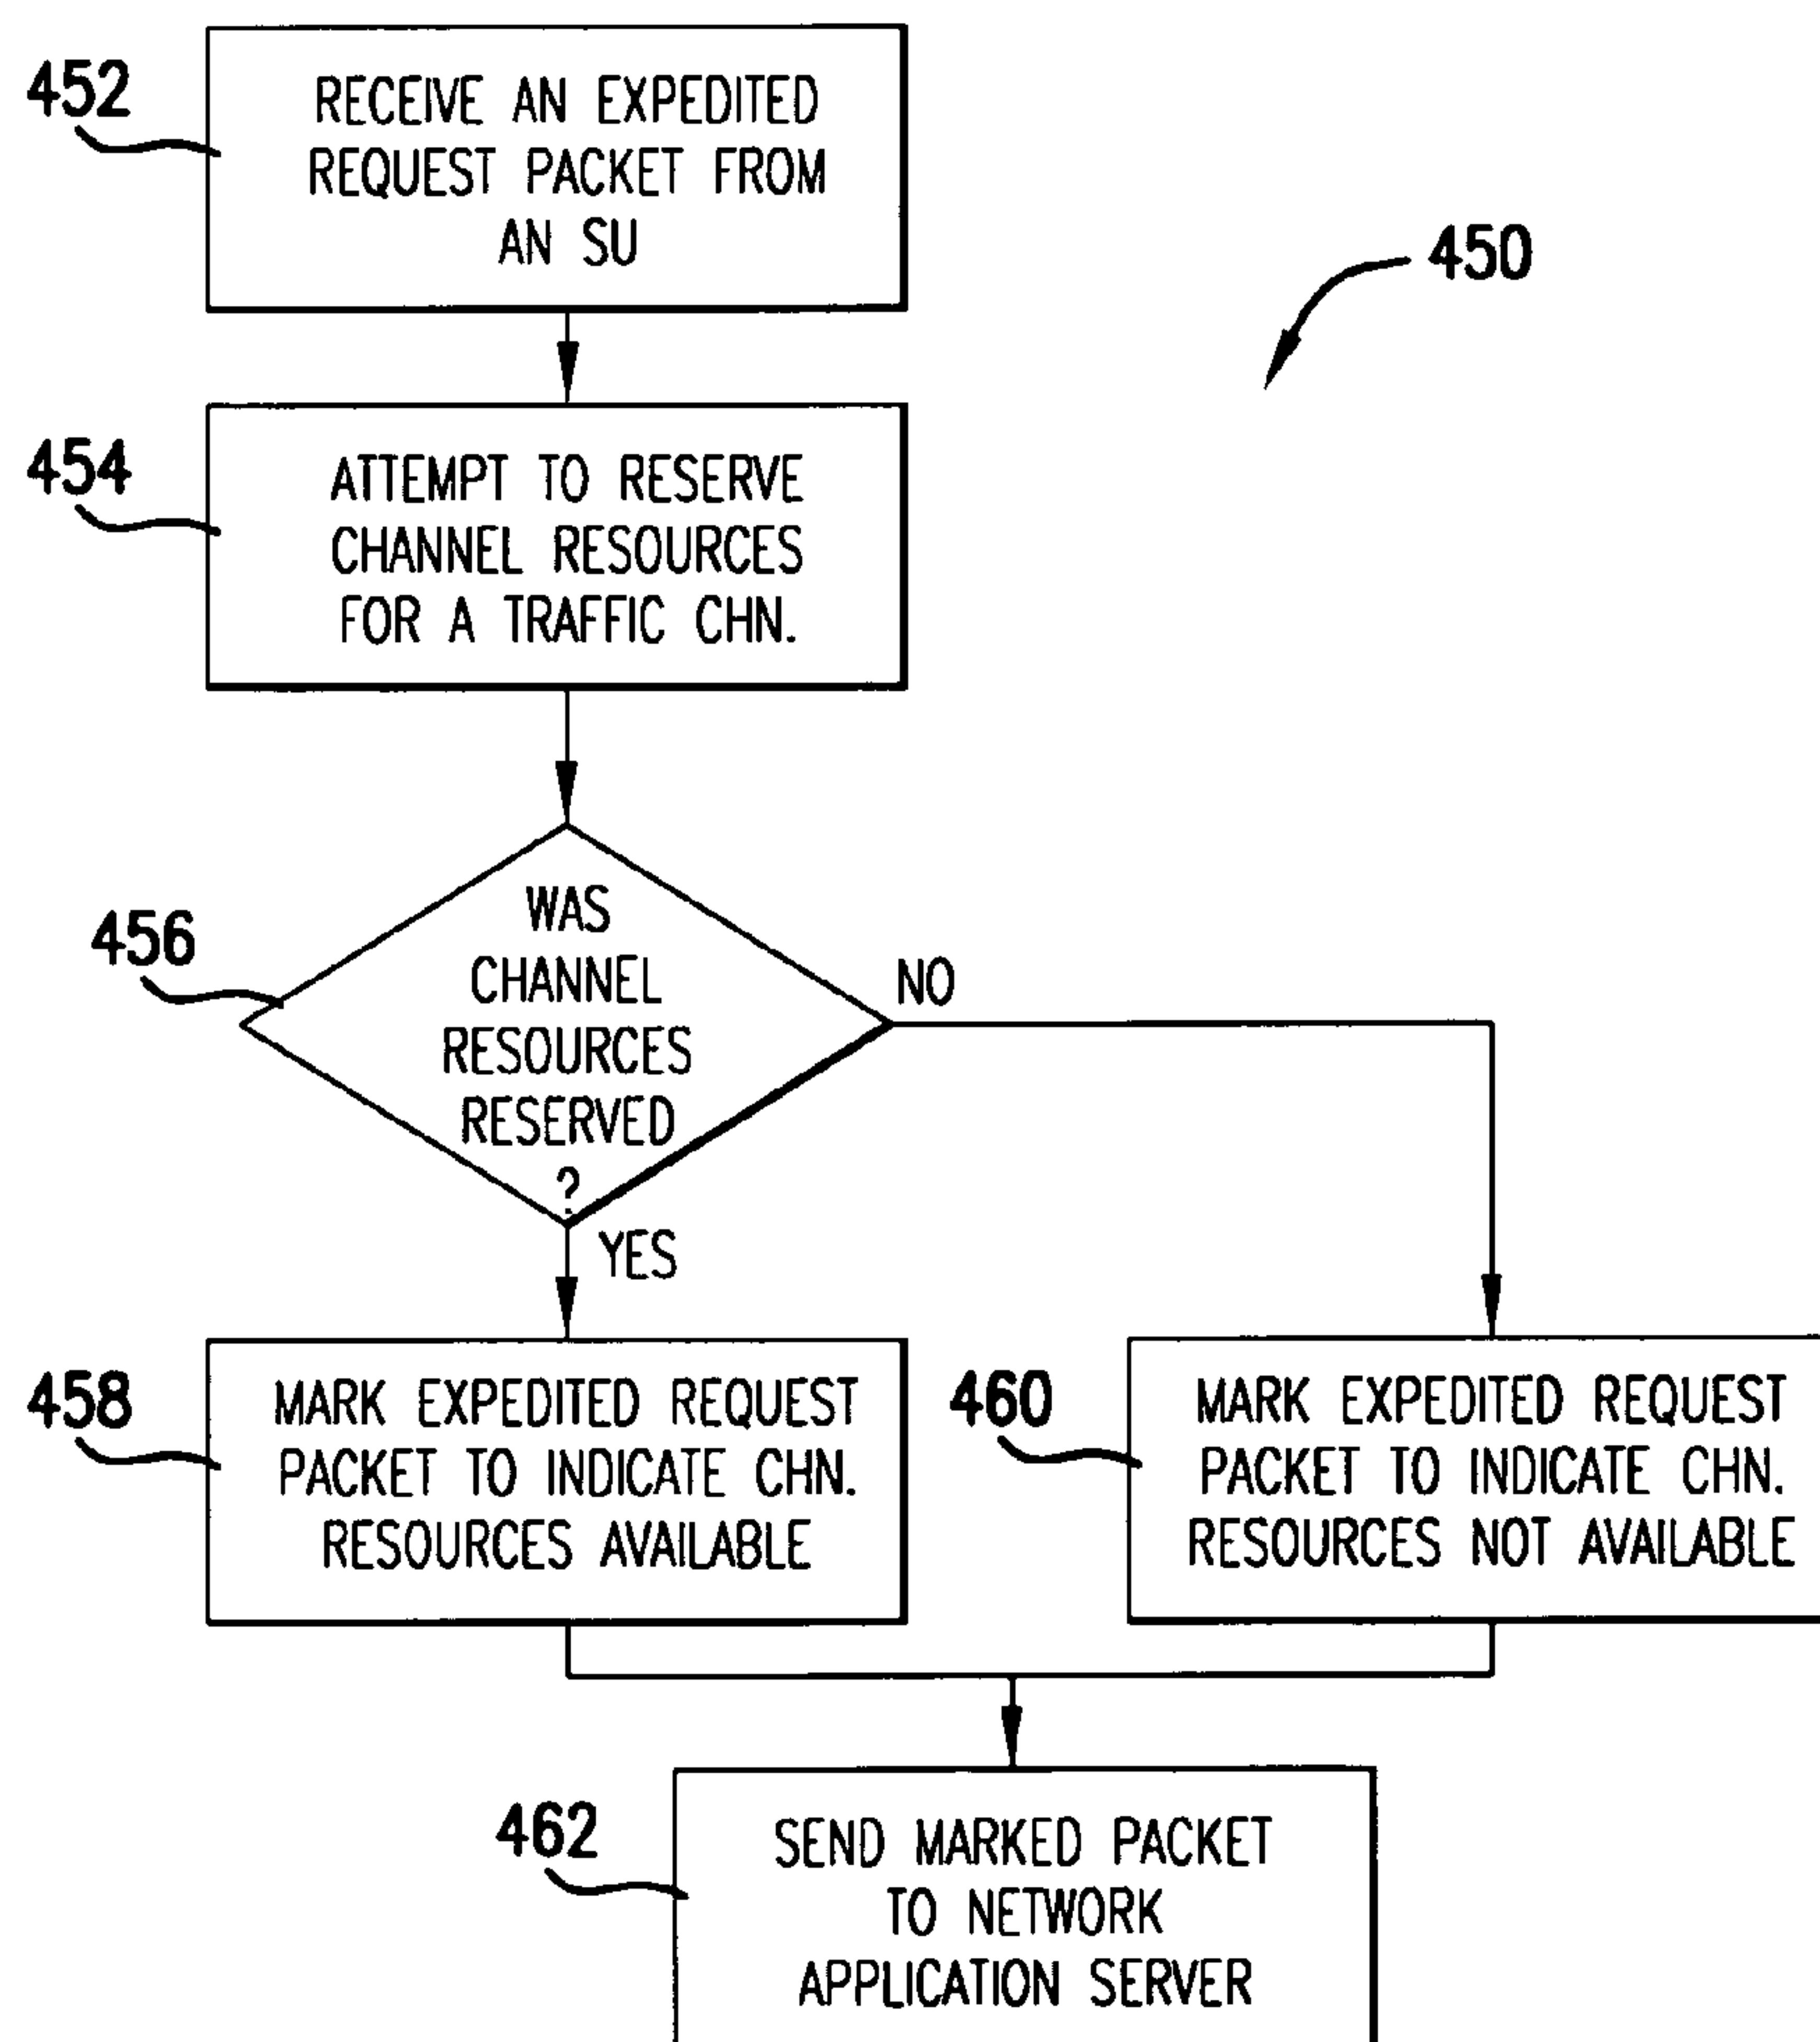 452
RECEIVE AN EXPEDITED
REQUEST PACKET FROM
AN SU
450
454
ATTEMPT TO RESERVE
CHANNEL RESOURCES
FOR A TRAFFIC CHN.
456
WAS
CHANNEL
RESOURCES
RESERVED
?
NO
YES
458
MARK EXPEDITED REQUEST
PACKET TO INDICATE CHN.
RESOURCES AVAILABLE
460
MARK EXPEDITED REQUEST
PACKET TO INDICATE CHN.
RESOURCES NOT AVAILABLE
462
SEND MARKED PACKET
TO NETWORK
APPLICATION SERVER